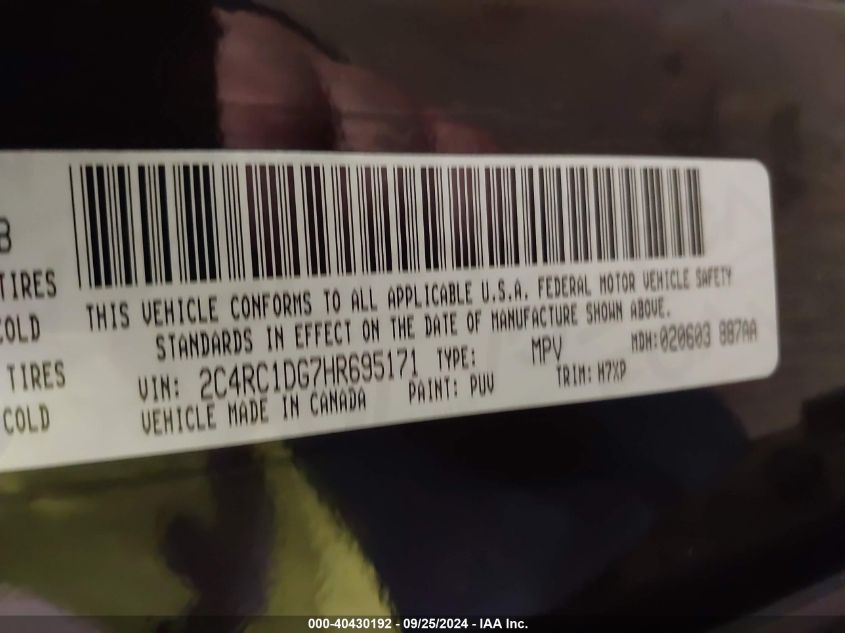 B
TIRES
COLD
TIRES
COLD
THIS VEHICLE CONFORMS TO ALL APPLICABLE U.S.A. FEDERAL MOTOR VEHICLE SAFETY
STANDARDS IN EFFECT ON THE DATE OF MANUFACTURE SHOWN ABOVE.
MDH:020603 887AA
VIN: 2C4RC1DG7HR695171 TYPE: MPV
VEHICLE MADE IN CANADA PAINT: PUV TRIM: H7XP
000-40430192 - 09/25/2024 - IAA Inc.